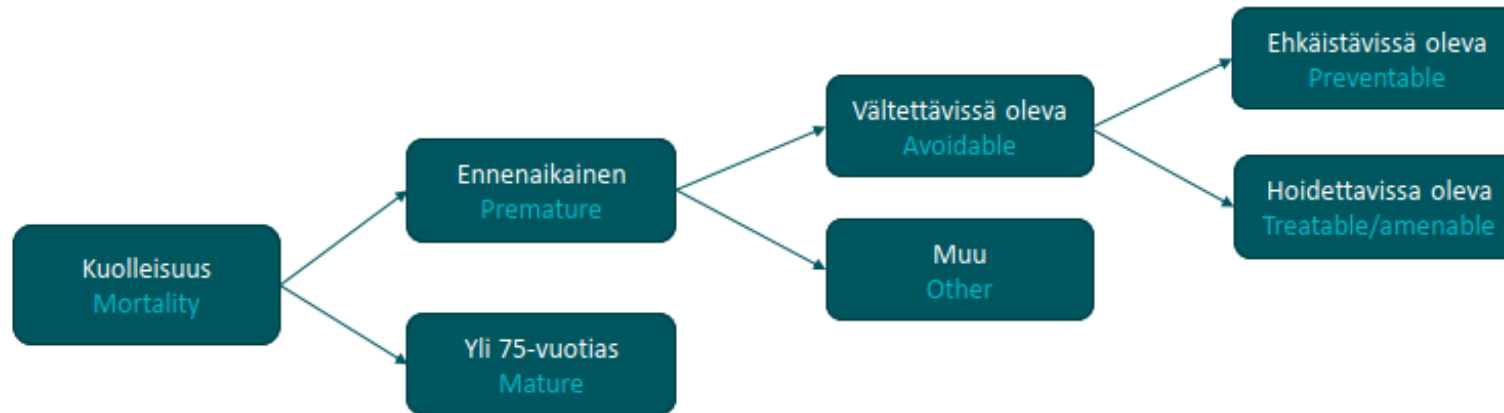 Kuolleisuus
Mortality
Ennenaikainen
Premature
Yli 75-vuotias
Mature
Vältettävissä oleva
Avoidable
Muu
Other
Ehkäistävissä oleva
Preventable
Hoidettavissa oleva
Treatable/amenable